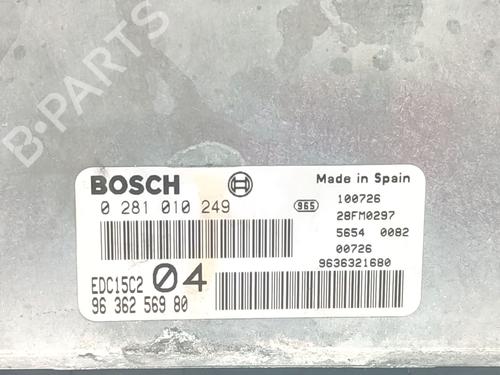 B-PARTS
BOSCH
Made in Spain
0 281 010 249
965
100726
28FM0297
5654 0082
00726
9636321680
EDC15C2 04
96 362 569 80